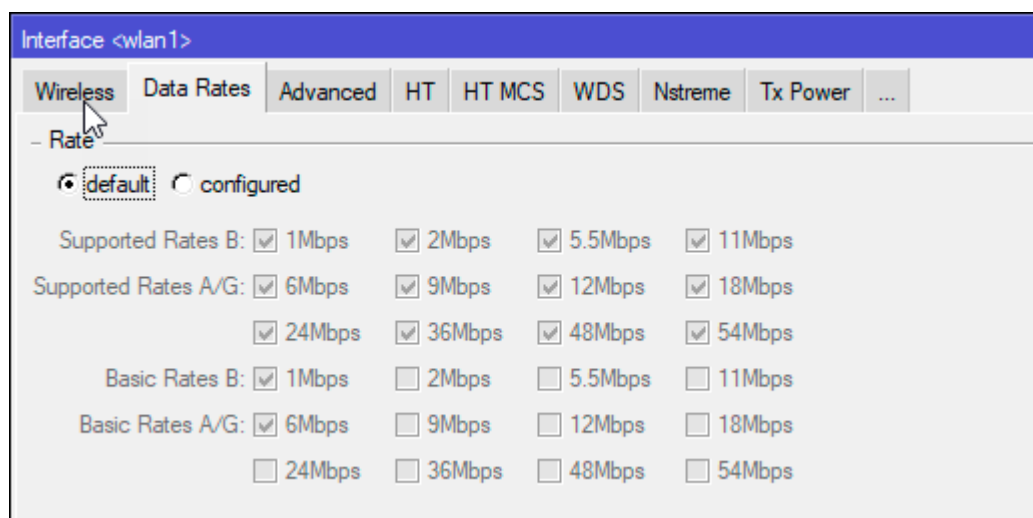 Interface <wlan1>
Wireless Data Rates Advanced HT HT MCS WDS Nstreme Tx Power ...
Rate
default configured
Supported Rates B: 1Mbps 2Mbps 5.5Mbps 11Mbps
Supported Rates A/G: 6Mbps 9Mbps 12Mbps 18Mbps
24Mbps 36Mbps 48Mbps 54Mbps
Basic Rates B: 1Mbps 2Mbps 5.5Mbps 11Mbps
Basic Rates A/G: 6Mbps 9Mbps 12Mbps 18Mbps
24Mbps 36Mbps 48Mbps 54Mbps